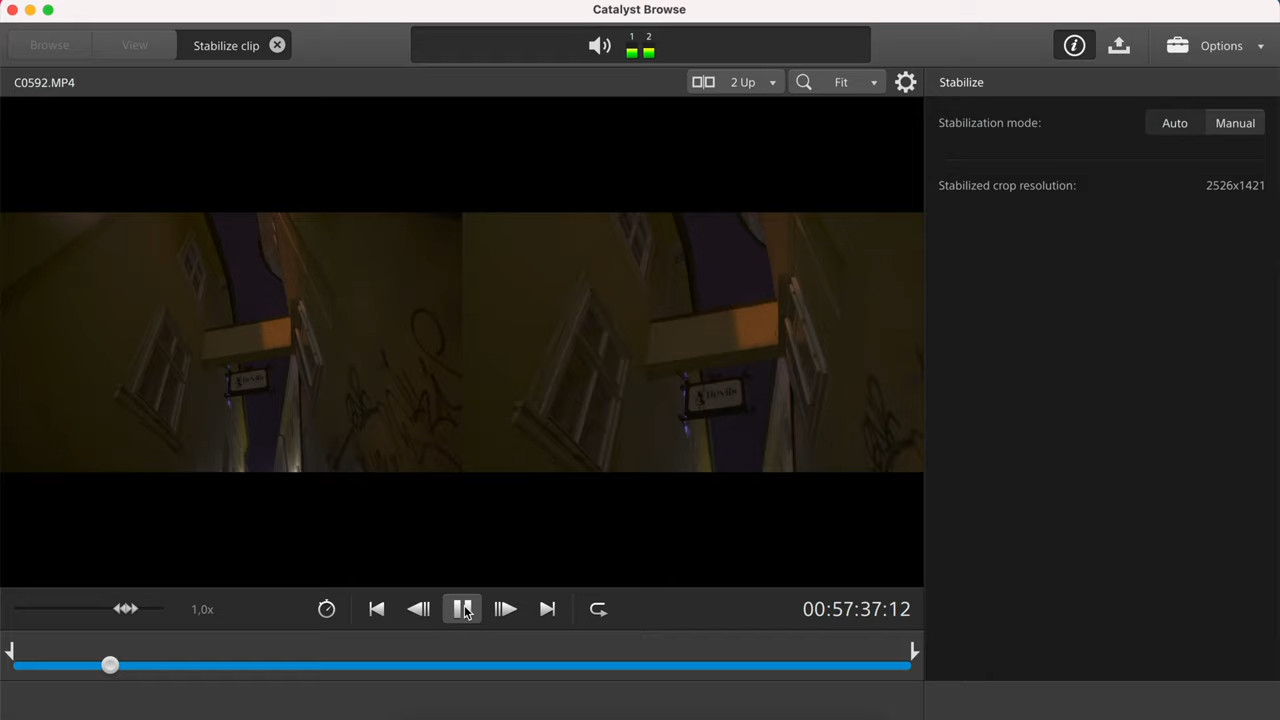 Catalyst Browse
Browse
View
Stabilize clip
1 2
Options
C0592.MP4
2 Up
Fit
Stabilize
Stabilization mode:
Auto
Manual
Stabilized crop resolution:
2526x1421
1,0x
00:57:37:12